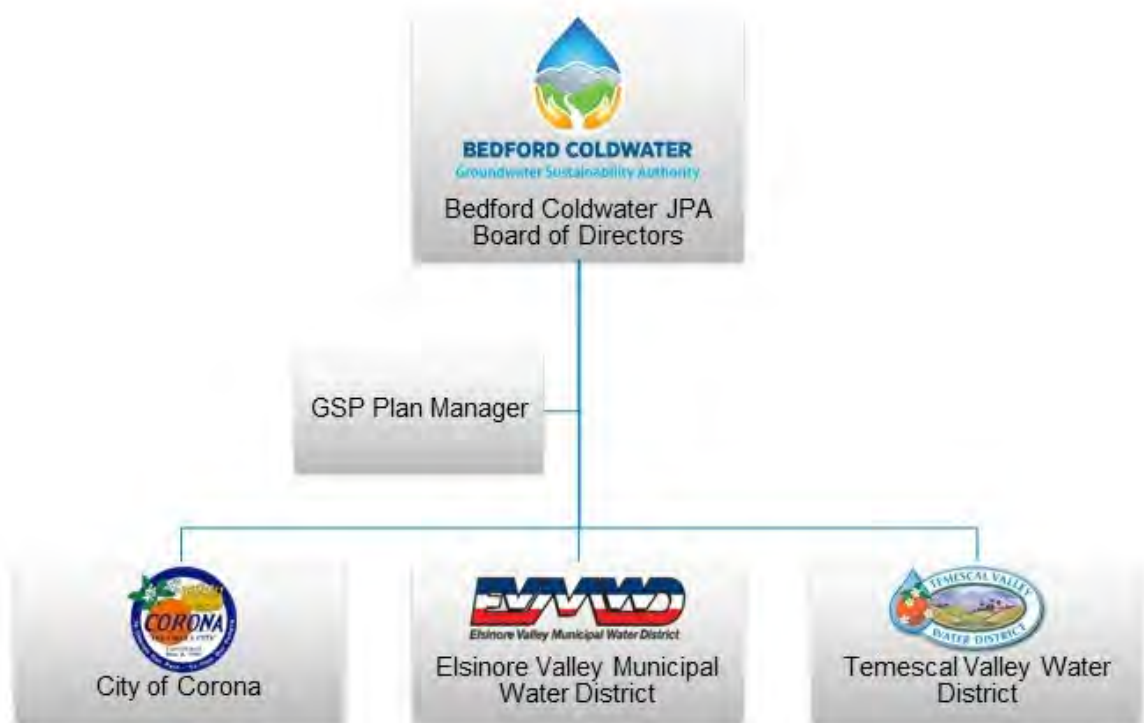 BEDFORD COLDWATER
Groundwater Sustainability Authority
Bedford Coldwater JPA
Board of Directors
GSP Plan Manager
CORONA
City of Corona
EVMWD
Elsinore Valley Municipal Water District
Elsinore Valley Municipal
Water District
TEMESCAL VALLEY
WATER DISTRICT
Temescal Valley Water
District